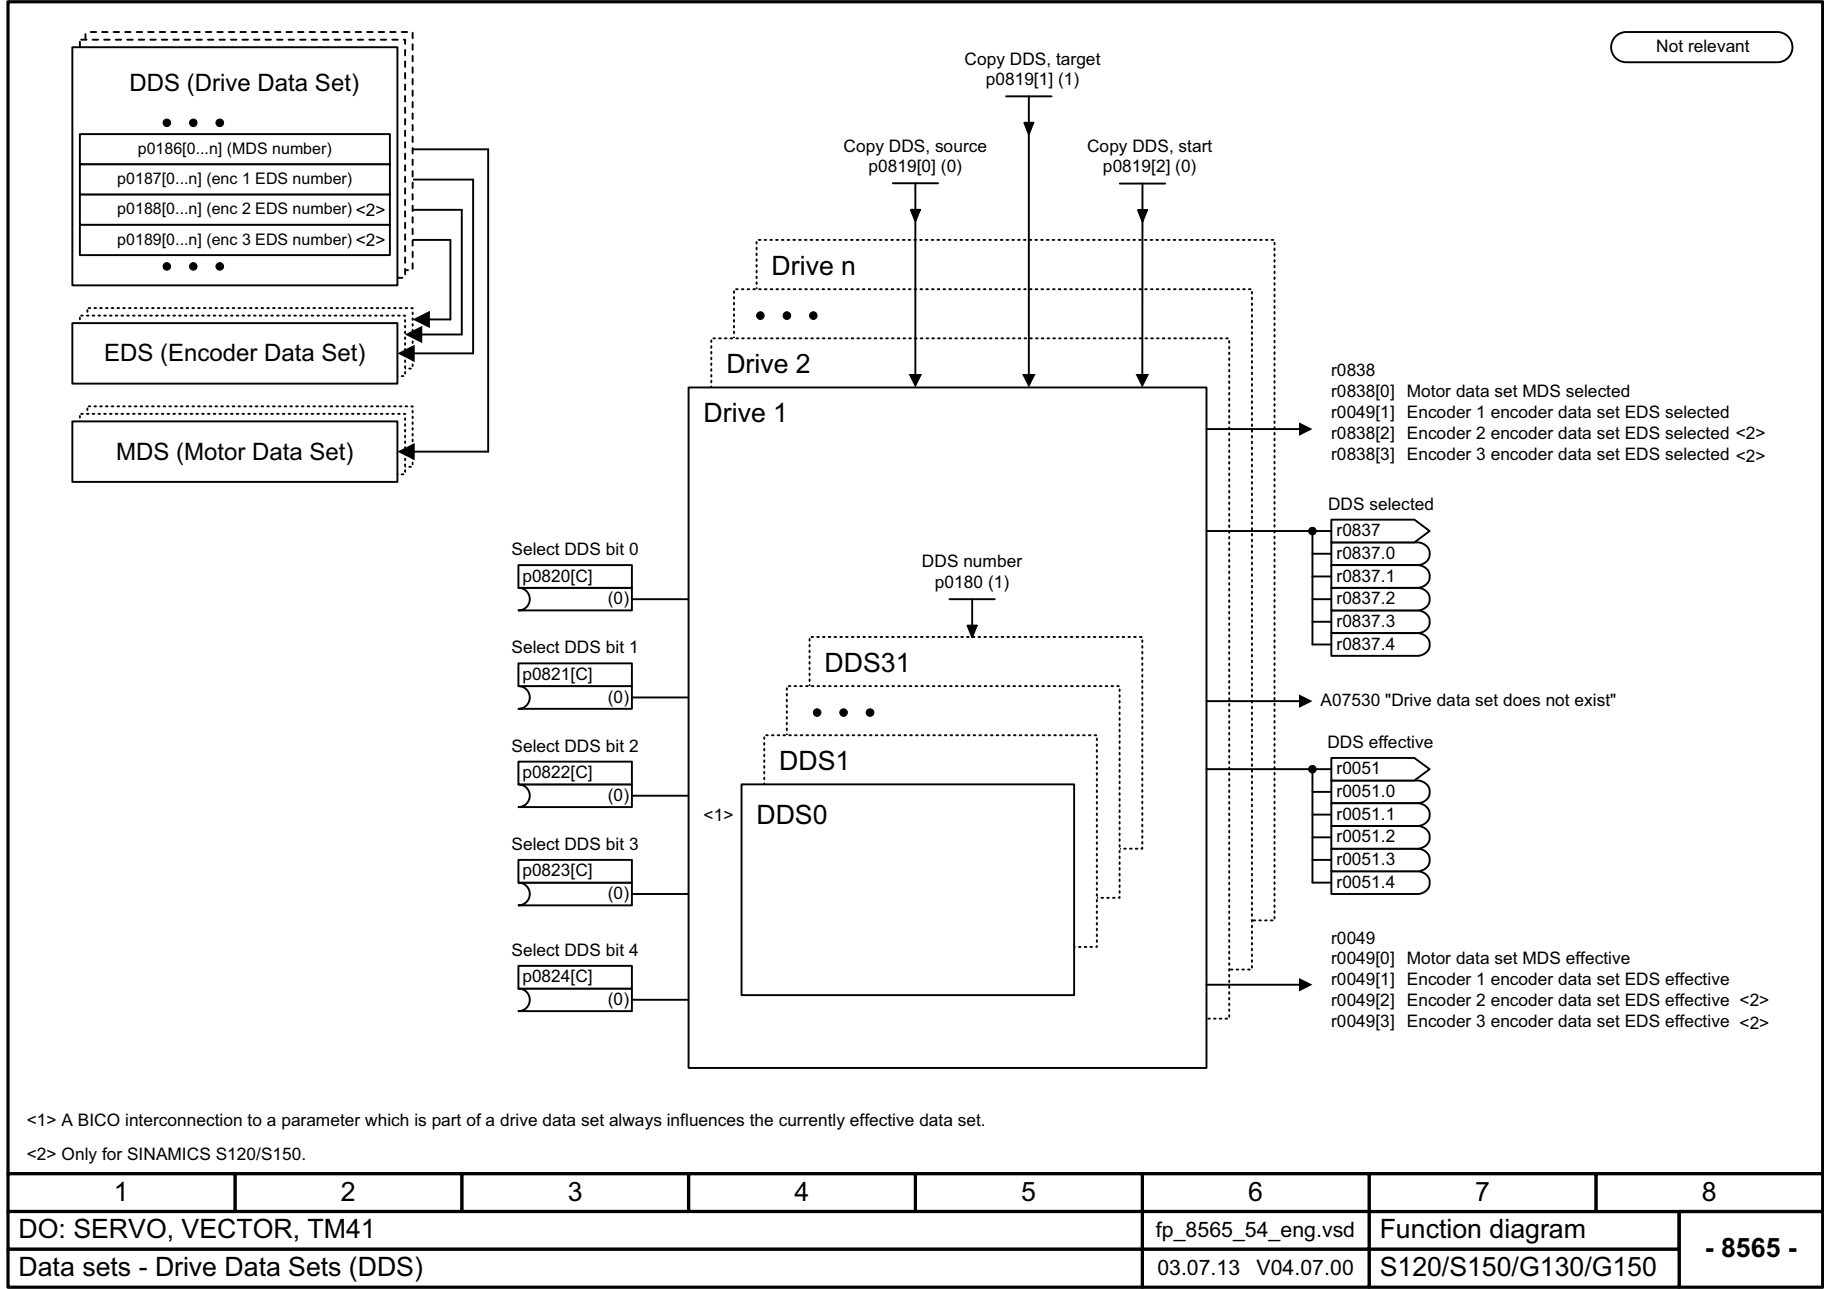 Not relevant
DDS (Drive Data Set)
• • •
p0186[0...n] (MDS number)
p0187[0...n] (enc 1 EDS number)
p0188[0...n] (enc 2 EDS number) <2>
p0189[0...n] (enc 3 EDS number) <2>
• • •
EDS (Encoder Data Set)
MDS (Motor Data Set)
Copy DDS, target
p0819[1] (1)
Copy DDS, source
p0819[0] (0)
Copy DDS, start
p0819[2] (0)
Drive n
• • •
Drive 2
Drive 1
Select DDS bit 0
p0820[C]
(0)
Select DDS bit 1
p0821[C]
(0)
Select DDS bit 2
p0822[C]
(0)
Select DDS bit 3
p0823[C]
(0)
Select DDS bit 4
p0824[C]
(0)
DDS number
p0180 (1)
DDS31
• • •
DDS1
<1>
DDS0
r0838
r0838[0] Motor data set MDS selected
r0049[1] Encoder 1 encoder data set EDS selected
r0838[2] Encoder 2 encoder data set EDS selected <2>
r0838[3] Encoder 3 encoder data set EDS selected <2>
DDS selected
r0837
r0837.0
r0837.1
r0837.2
r0837.3
r0837.4
A07530 "Drive data set does not exist"
DDS effective
r0051
r0051.0
r0051.1
r0051.2
r0051.3
r0051.4
r0049
r0049[0] Motor data set MDS effective
r0049[1] Encoder 1 encoder data set EDS effective
r0049[2] Encoder 2 encoder data set EDS effective <2>
r0049[3] Encoder 3 encoder data set EDS effective <2>
<1> A BICO interconnection to a parameter which is part of a drive data set always influences the currently effective data set.
<2> Only for SINAMICS S120/S150.
1 2 3 4 5 6 7 8
DO: SERVO, VECTOR, TM41
fp_8565_54_eng.vsd
Function diagram
- 8565 -
Data sets - Drive Data Sets (DDS)
03.07.13 V04.07.00
S120/S150/G130/G150